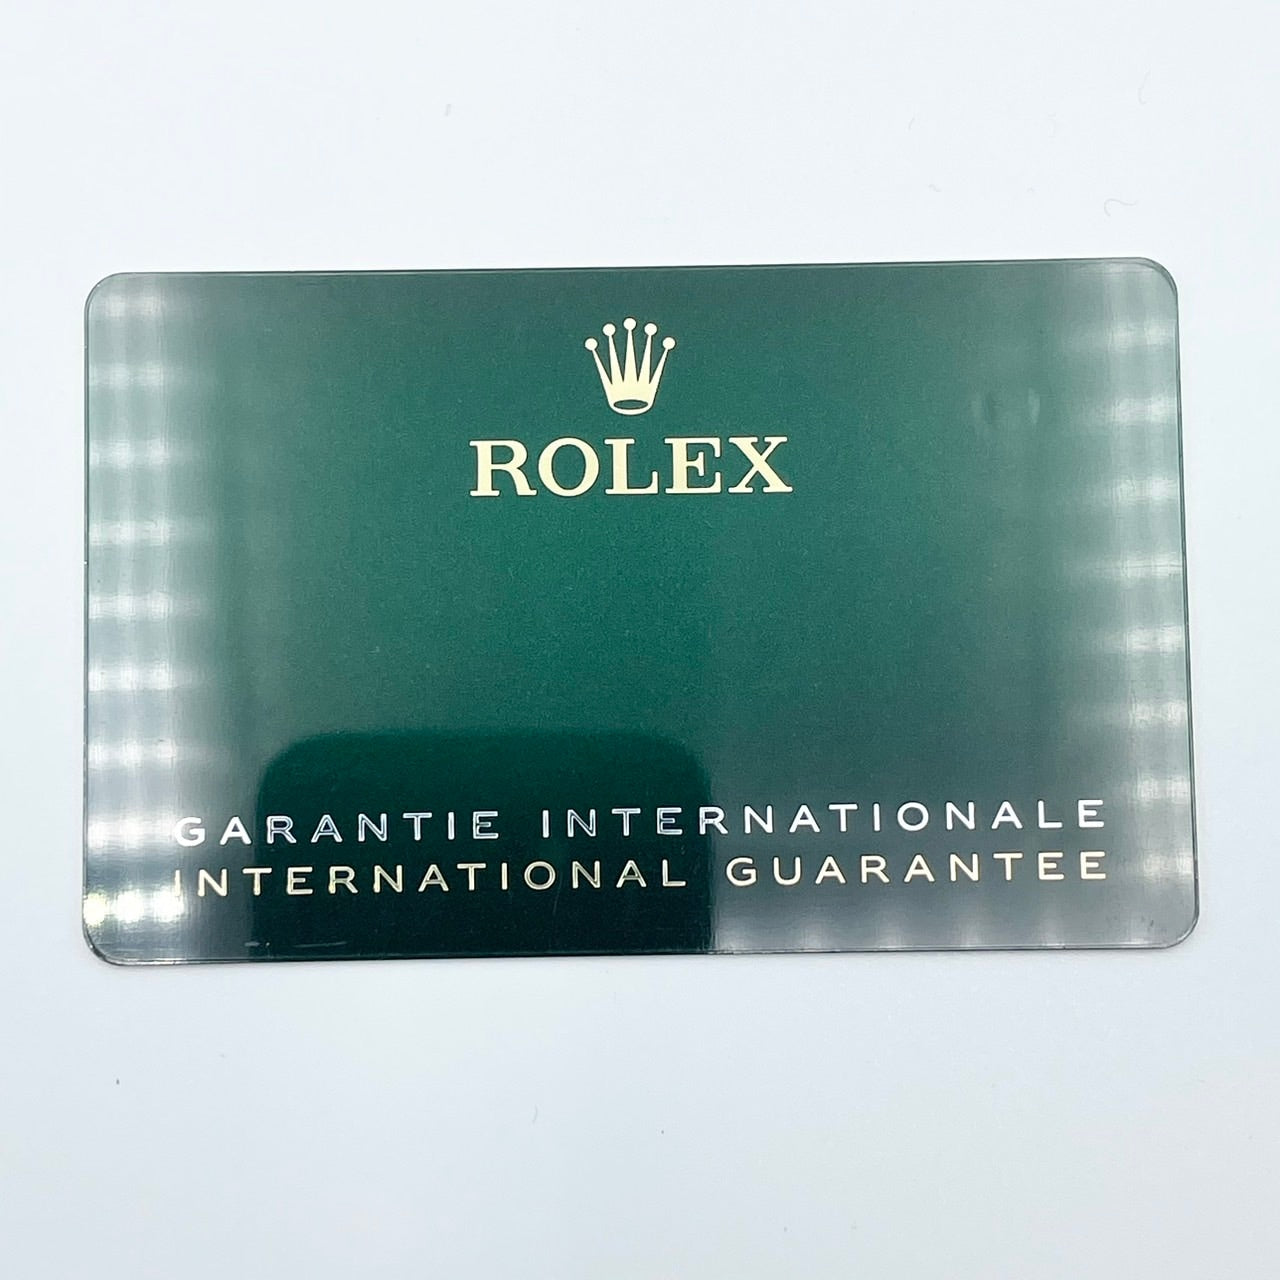 ROLEX
GARANTIE INTERNATIONALE
INTERNATIONAL GUARANTEE